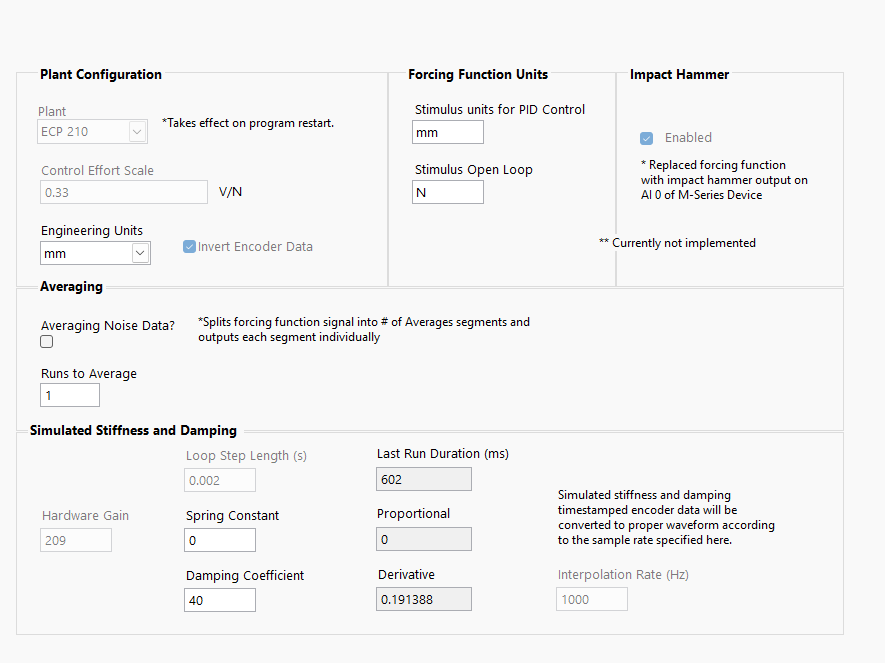 Plant Configuration
Plant
ECP 210
*Takes effect on program restart.
Control Effort Scale
0.33
V/N
Engineering Units
mm
Invert Encoder Data
Forcing Function Units
Stimulus units for PID Control
mm
Stimulus Open Loop
N
Impact Hammer
Enabled
* Replaced forcing function
with impact hammer output on
AI 0 of M-Series Device
** Currently not implemented
Averaging
Averaging Noise Data?
*Splits forcing function signal into # of Averages segments and
outputs each segment individually
Runs to Average
1
Simulated Stiffness and Damping
Hardware Gain
209
Loop Step Length (s)
0.002
Spring Constant
0
Damping Coefficient
40
Last Run Duration (ms)
602
Proportional
0
Derivative
0.191388
Simulated stiffness and damping
timestamped encoder data will be
converted to proper waveform according
to the sample rate specified here.
Interpolation Rate (Hz)
1000